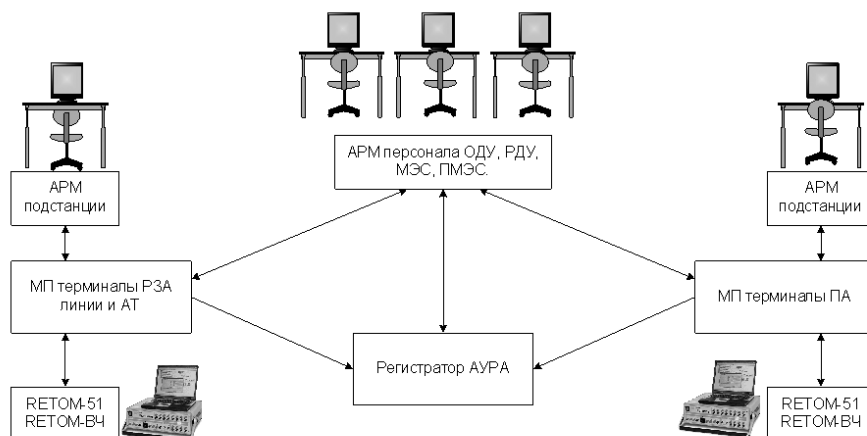 АРМ персонала ОДУ, РДУ,
МЭС, ПМЭС.
АРМ
подстанции
АРМ
подстанции
МП терминалы РЗА
линии и АТ
МП терминалы ПА
Регистратор АУРА
RETOM-51
RETOM-ВЧ
RETOM-51
RETOM-ВЧ